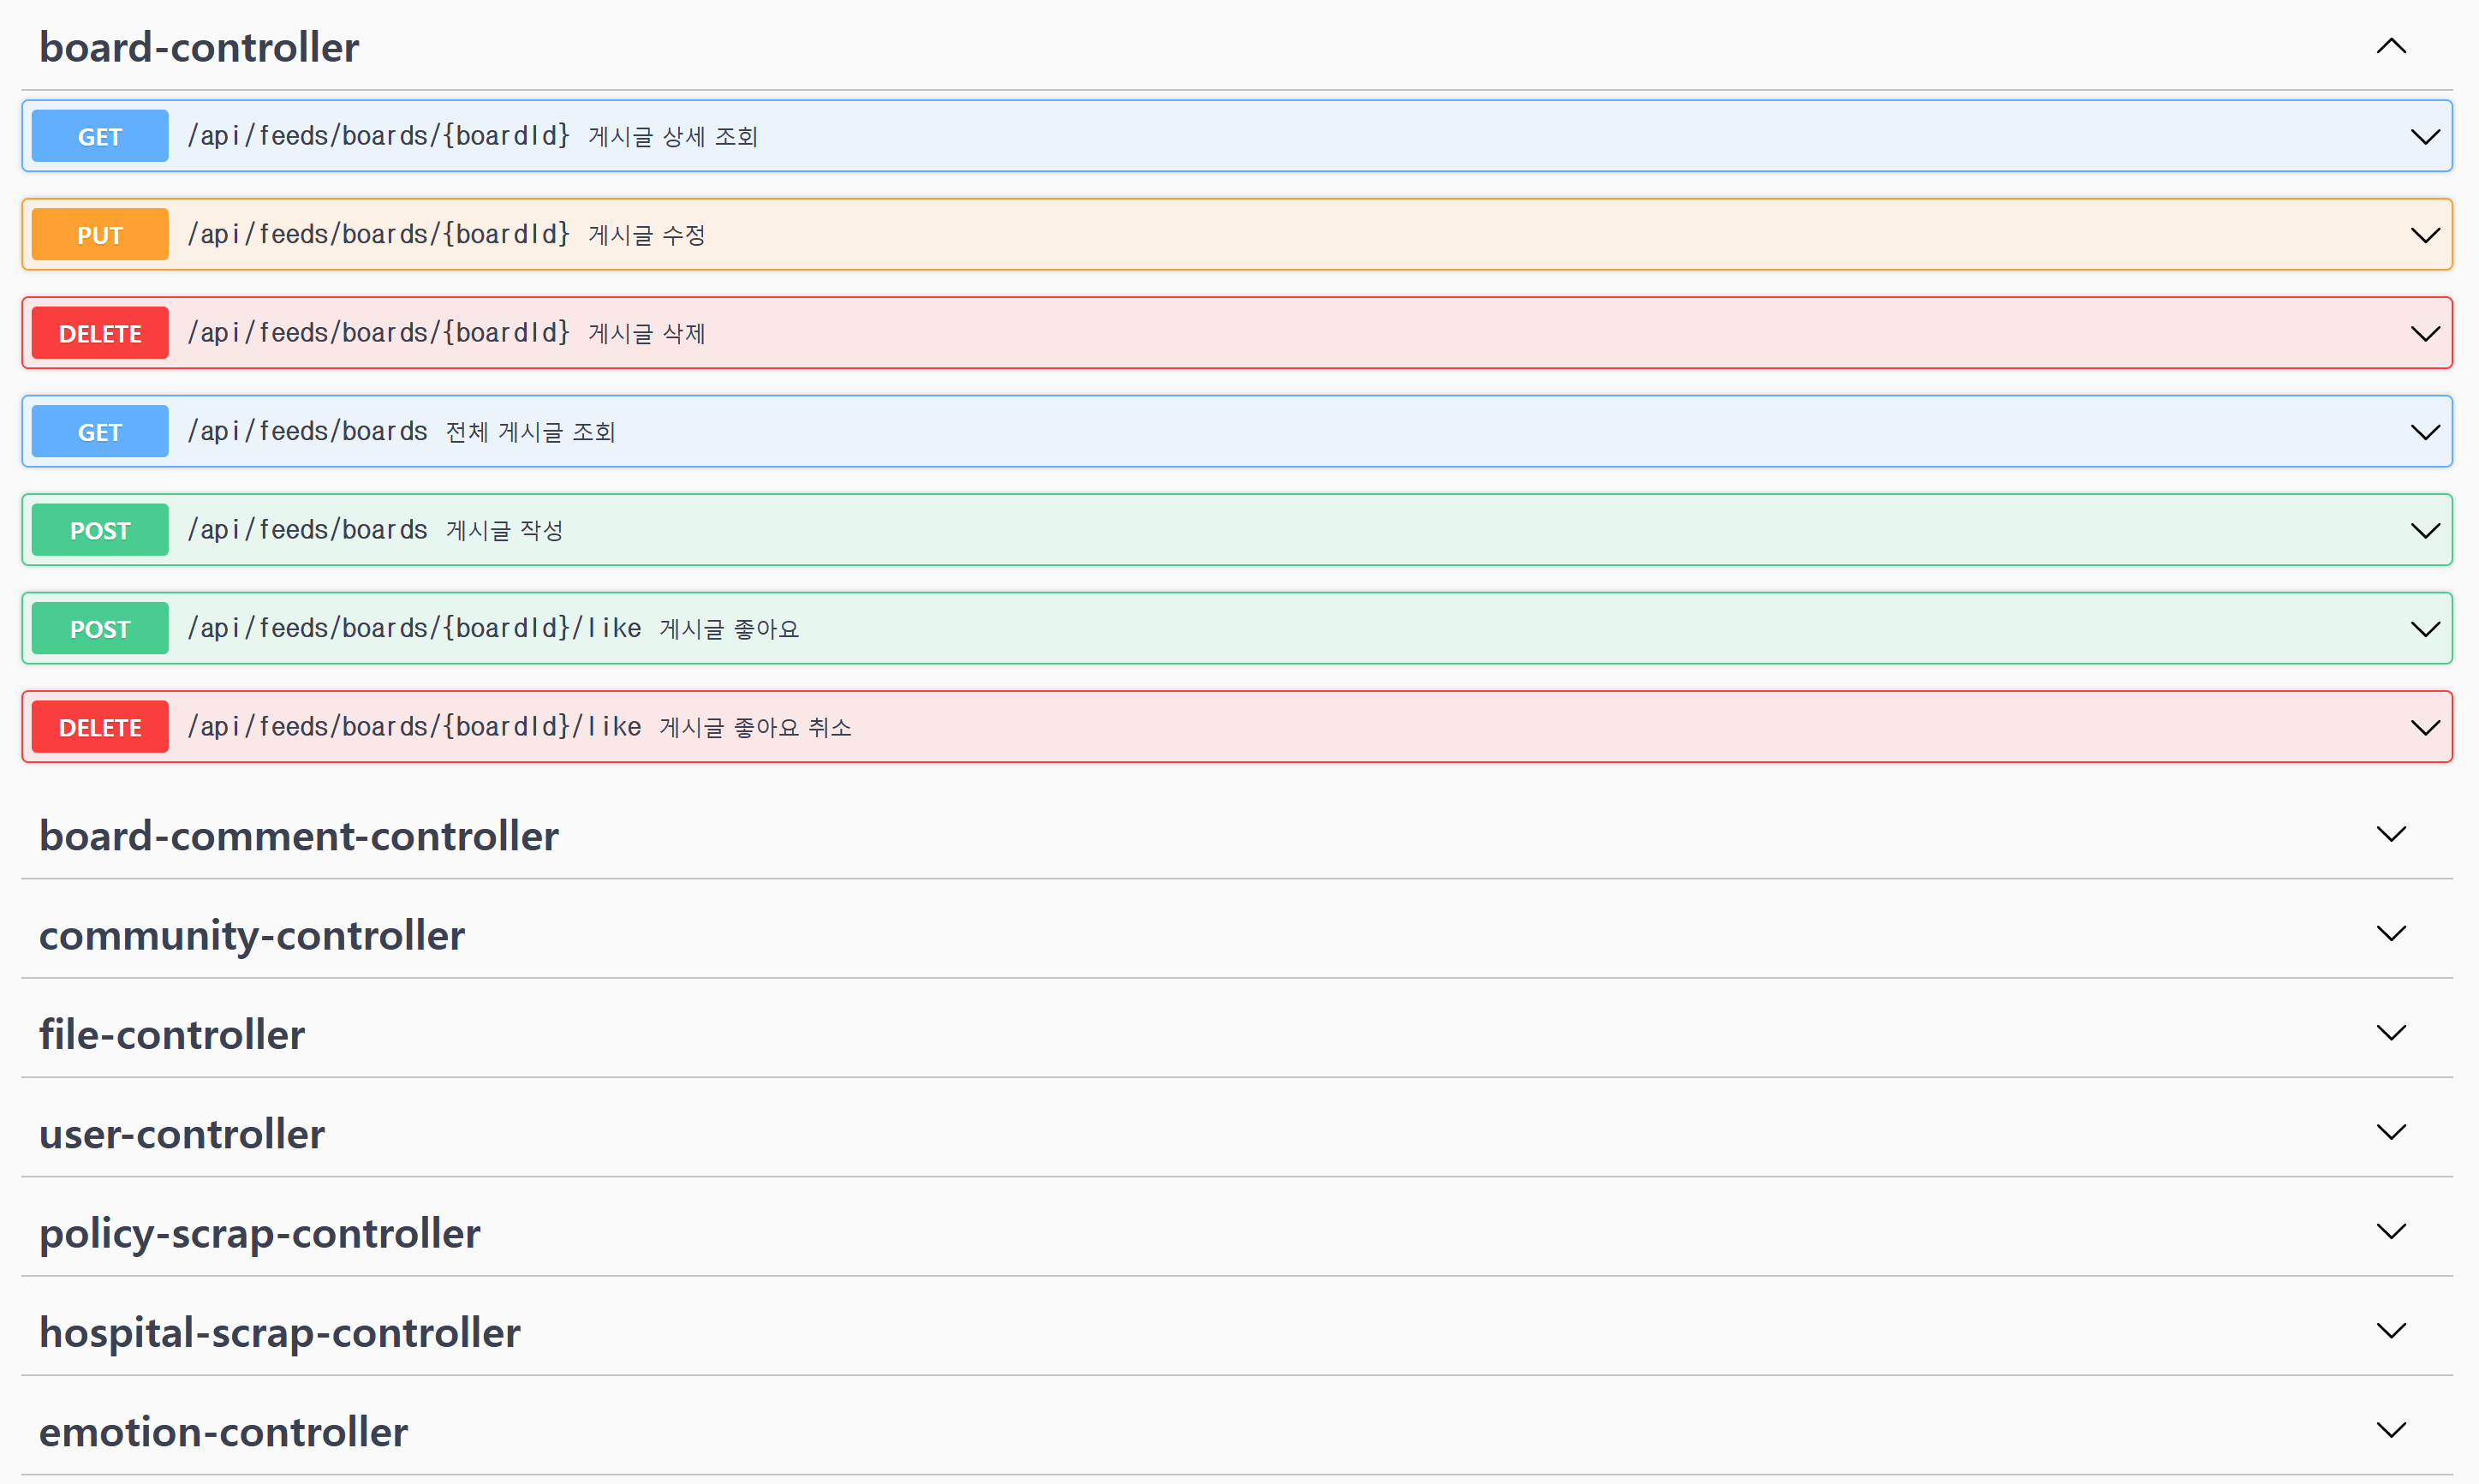 board-controller
GET /api/feeds/boards/{boardId} 게시글 상세 조회
PUT /api/feeds/boards/{boardId} 게시글 수정
DELETE /api/feeds/boards/{boardId} 게시글 삭제
GET /api/feeds/boards 전체 게시글 조회
POST /api/feeds/boards 게시글 작성
POST /api/feeds/boards/{boardId}/like 게시글 좋아요
DELETE /api/feeds/boards/{boardId}/like 게시글 좋아요 취소
board-comment-controller
community-controller
file-controller
user-controller
policy-scrap-controller
hospital-scrap-controller
emotion-controller